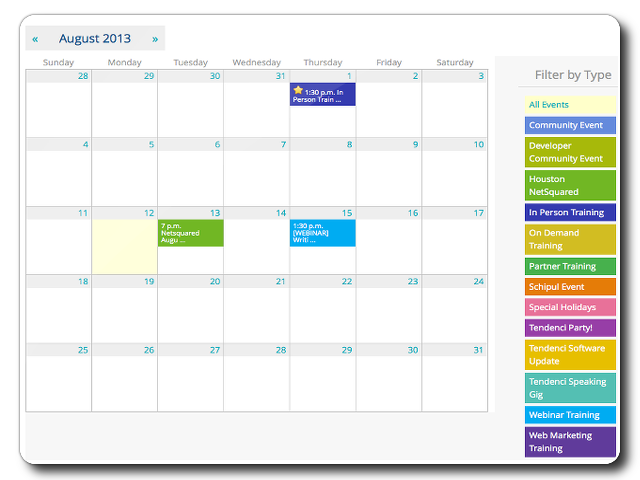 « August 2013 »
Sunday Monday Tuesday Wednesday Thursday Friday Saturday
28 29 30 31 1 2 3
1:30 p.m. In
Person Train ...
4 5 6 7 8 9 10
11 12 13 14 15 16 17
7 p.m. 1:30 p.m.
Netsquared [WEBINAR]
Augu ... Writi ...
18 19 20 21 22 23 24
25 26 27 28 29 30 31
Filter by Type
All Events
Community Event
Developer
Community Event
Houston
NetSquared
In Person Training
On Demand
Training
Partner Training
Schipul Event
Special Holidays
Tendenci Party!
Tendenci Software
Update
Tendenci Speaking
Gig
Webinar Training
Web Marketing
Training